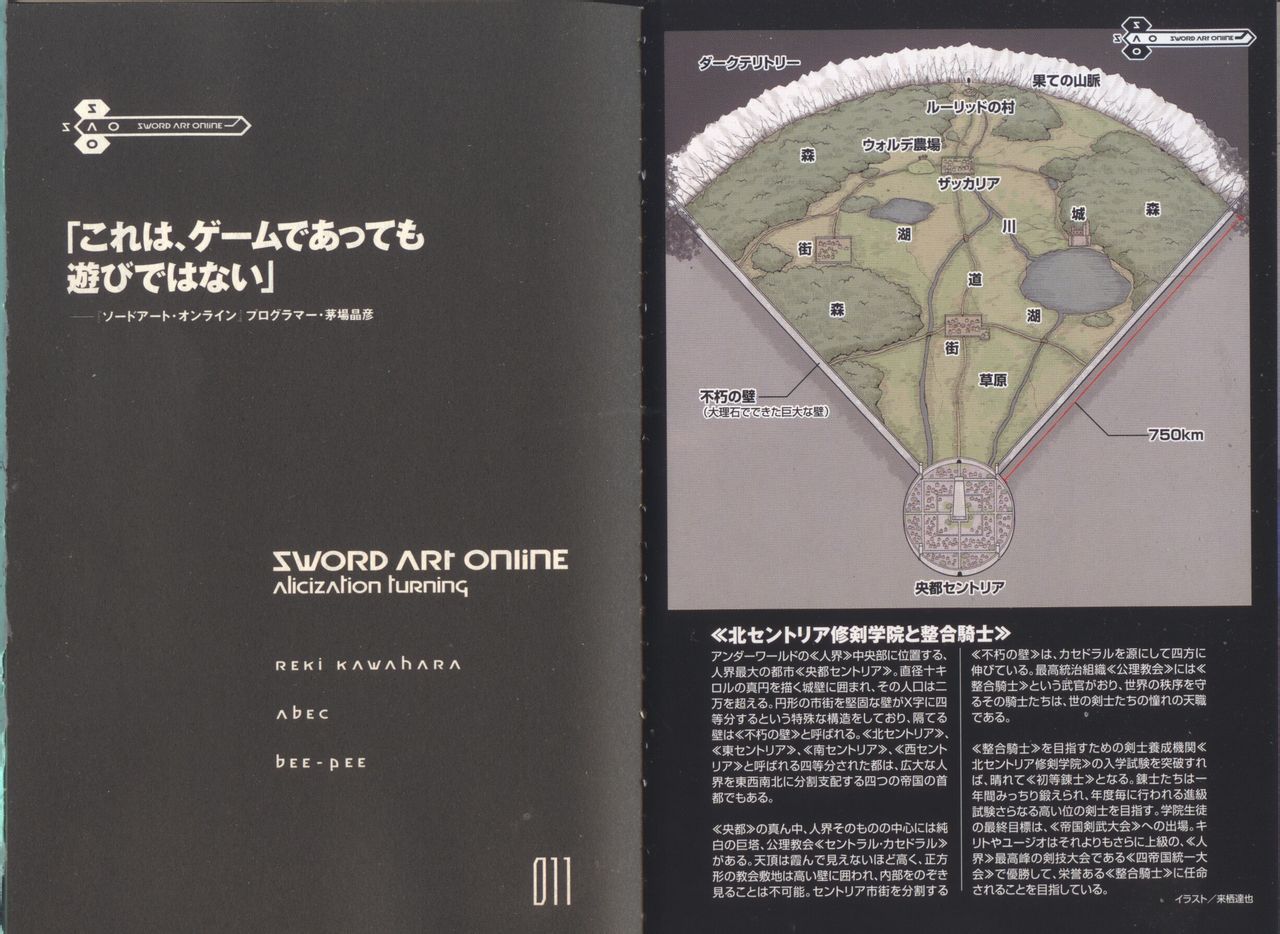 S
S A O SWORD ART ONLINE
O
「これは、ゲームであっても
遊びではない」
――『ソードアート・オンライン』プログラマー・茅場晶彦
SWORD ART ONLINE
alicization turning
REKI KAWAHARA
abec
bee-pee
011
S
S A O SWORD ART ONLINE
O
ダークテリトリー
果ての山脈
ルーリッドの村
ウォルデ農場
森
ザッカリア
城
森
街
湖
川
道
森
湖
街
草原
不朽の壁
（大理石でできた巨大な壁）
750km
央都セントリア
≪北セントリア修剣学院と整合騎士≫
アンダーワールドの≪人界≫中央部に位置する、
人界最大の都市≪央都セントリア≫。直径十キ
ロルの真円を描く城壁に囲まれ、その人口は二
万を超える。円形の市街を堅固な壁がX字に四
等分するという特殊な構造をしており、隔てる
壁は≪不朽の壁≫と呼ばれる。≪北セントリア≫、
≪東セントリア≫、≪南セントリア≫、≪西セント
リア≫と呼ばれる四等分された都は、広大な人
界を東西南北に分割支配する四つの帝国の首
都でもある。
≪央都≫の真ん中、人界そのものの中心には純
白の巨塔、公理教会≪セントラル・カセドラル≫
がある。天頂は霞んで見えないほど高く、正方
形の教会敷地は高い壁に囲われ、内部をのぞき
見ることは不可能。セントリア市街を分割する
≪不朽の壁≫は、カセドラルを源にして四方に
伸びている。最高統治組織≪公理教会≫には≪
整合騎士≫という武官がおり、世界の秩序を守
るその騎士たちは、世の剣士たちの憧れの天職
である。
≪整合騎士≫を目指すための剣士養成機関≪
北セントリア修剣学院≫の入学試験を突破すれ
ば、晴れて≪初等錬士≫となる。錬士たちは一
年間みっちり鍛えられ、年度毎に行われる進級
試験さらなる高い位の剣士を目指す。学院生徒
の最終目標は、≪帝国剣武大会≫への出場。キ
リトやユージオはそれよりもさらに上級の、≪人
界≫最高峰の剣技大会である≪四帝国統一大
会≫で優勝して、栄誉ある≪整合騎士≫に任命
されることを目指している。
イラスト／来栖達也